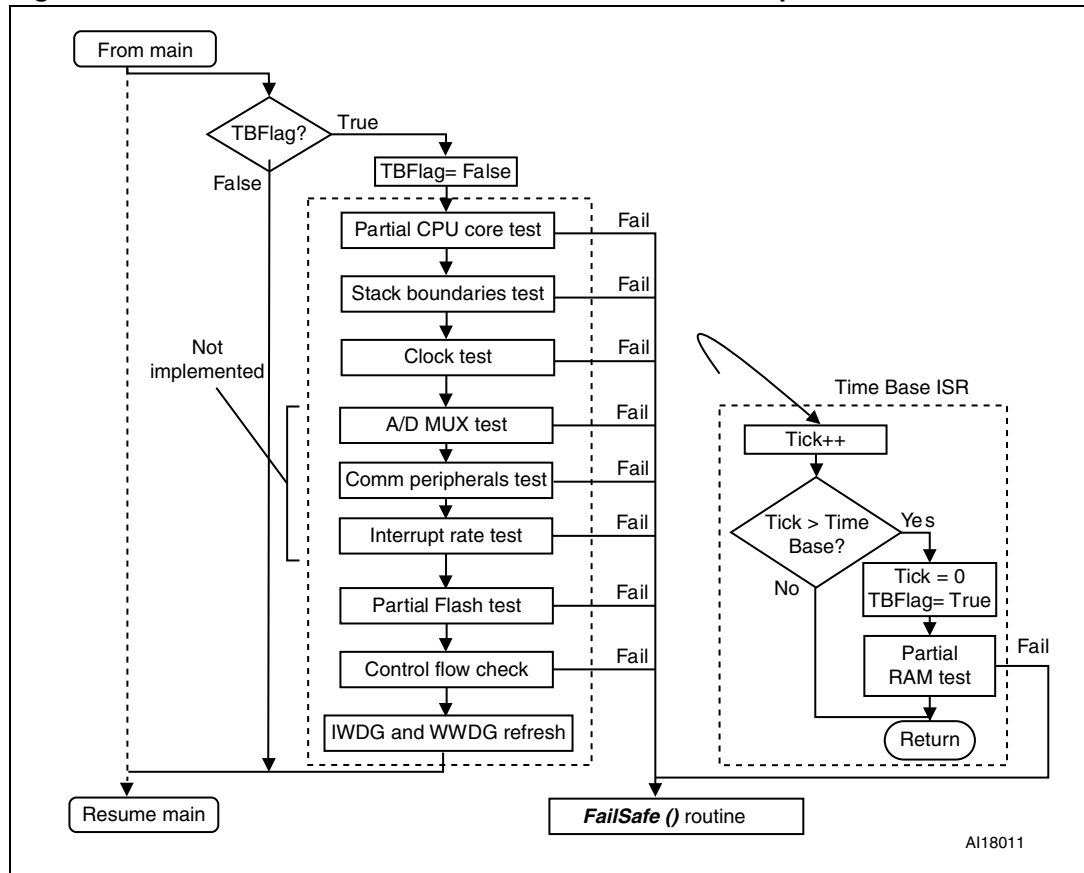 From main
TBFlag?
True
False
TBFlag= False
Partial CPU core test
Fail
Stack boundaries test
Fail
Clock test
Fail
Not
implemented
A/D MUX test
Fail
Comm peripherals test
Fail
Interrupt rate test
Fail
Partial Flash test
Fail
Control flow check
Fail
IWDG and WWDG refresh
Resume main
FailSafe () routine
Time Base ISR
Tick++
Tick > Time
Base?
Yes
No
Tick = 0
TBFlag= True
Partial
RAM test
Fail
Return
AI18011